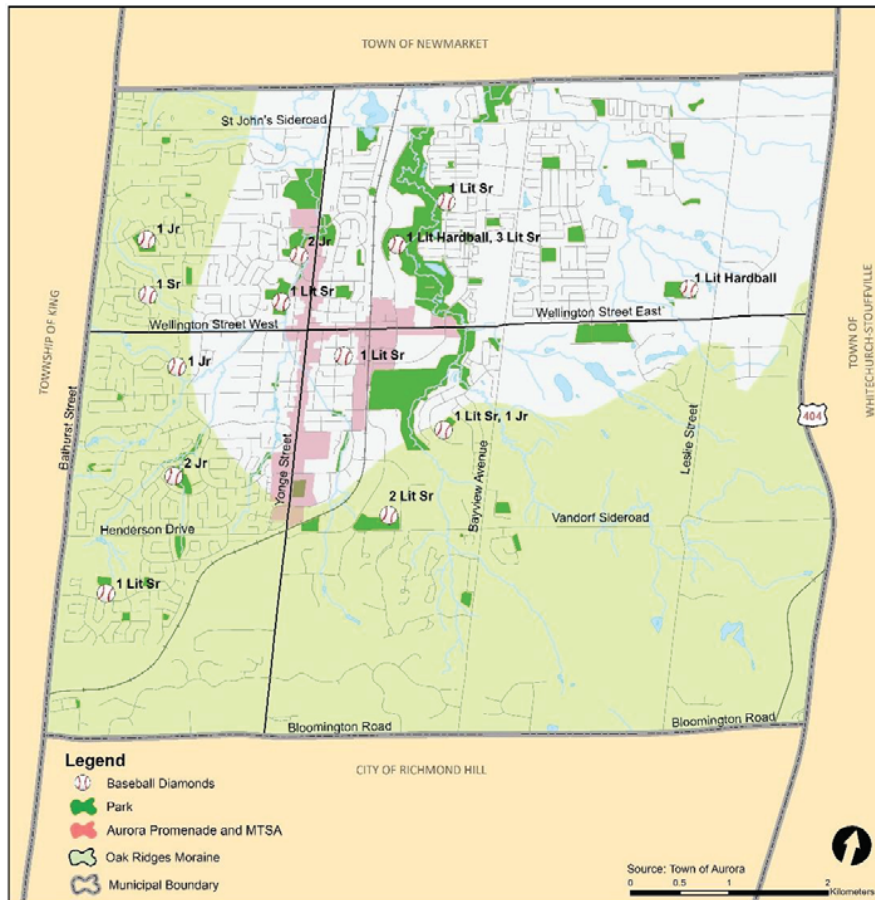 TOWN OF NEWMARKET
St John's Sideroad
1 Lit Sr
1 Jr
2 Jr
1 Lit Hardball, 3 Lit Sr
1 Sr
1 Lit Sr
1 Lit Hardball
Wellington Street West
Wellington Street East
TOWNSHIP OF KING
TOWN OF
WHITECHURCH-STOUFFVILLE
1 Jr
1 Lit Sr
404
Bathurst Street
1 Lit Sr, 1 Jr
Leslie Street
2 Jr
Yonge Street
2 Lit Sr
Bayview Avenue
Henderson Drive
Vandorf Sideroad
1 Lit Sr
Bloomington Road
Bloomington Road
CITY OF RICHMOND HILL
Legend
Baseball Diamonds
Park
Aurora Promenade and MTSA
Oak Ridges Moraine
Municipal Boundary
Source: Town of Aurora
0 0.5 1 2
Kilometers